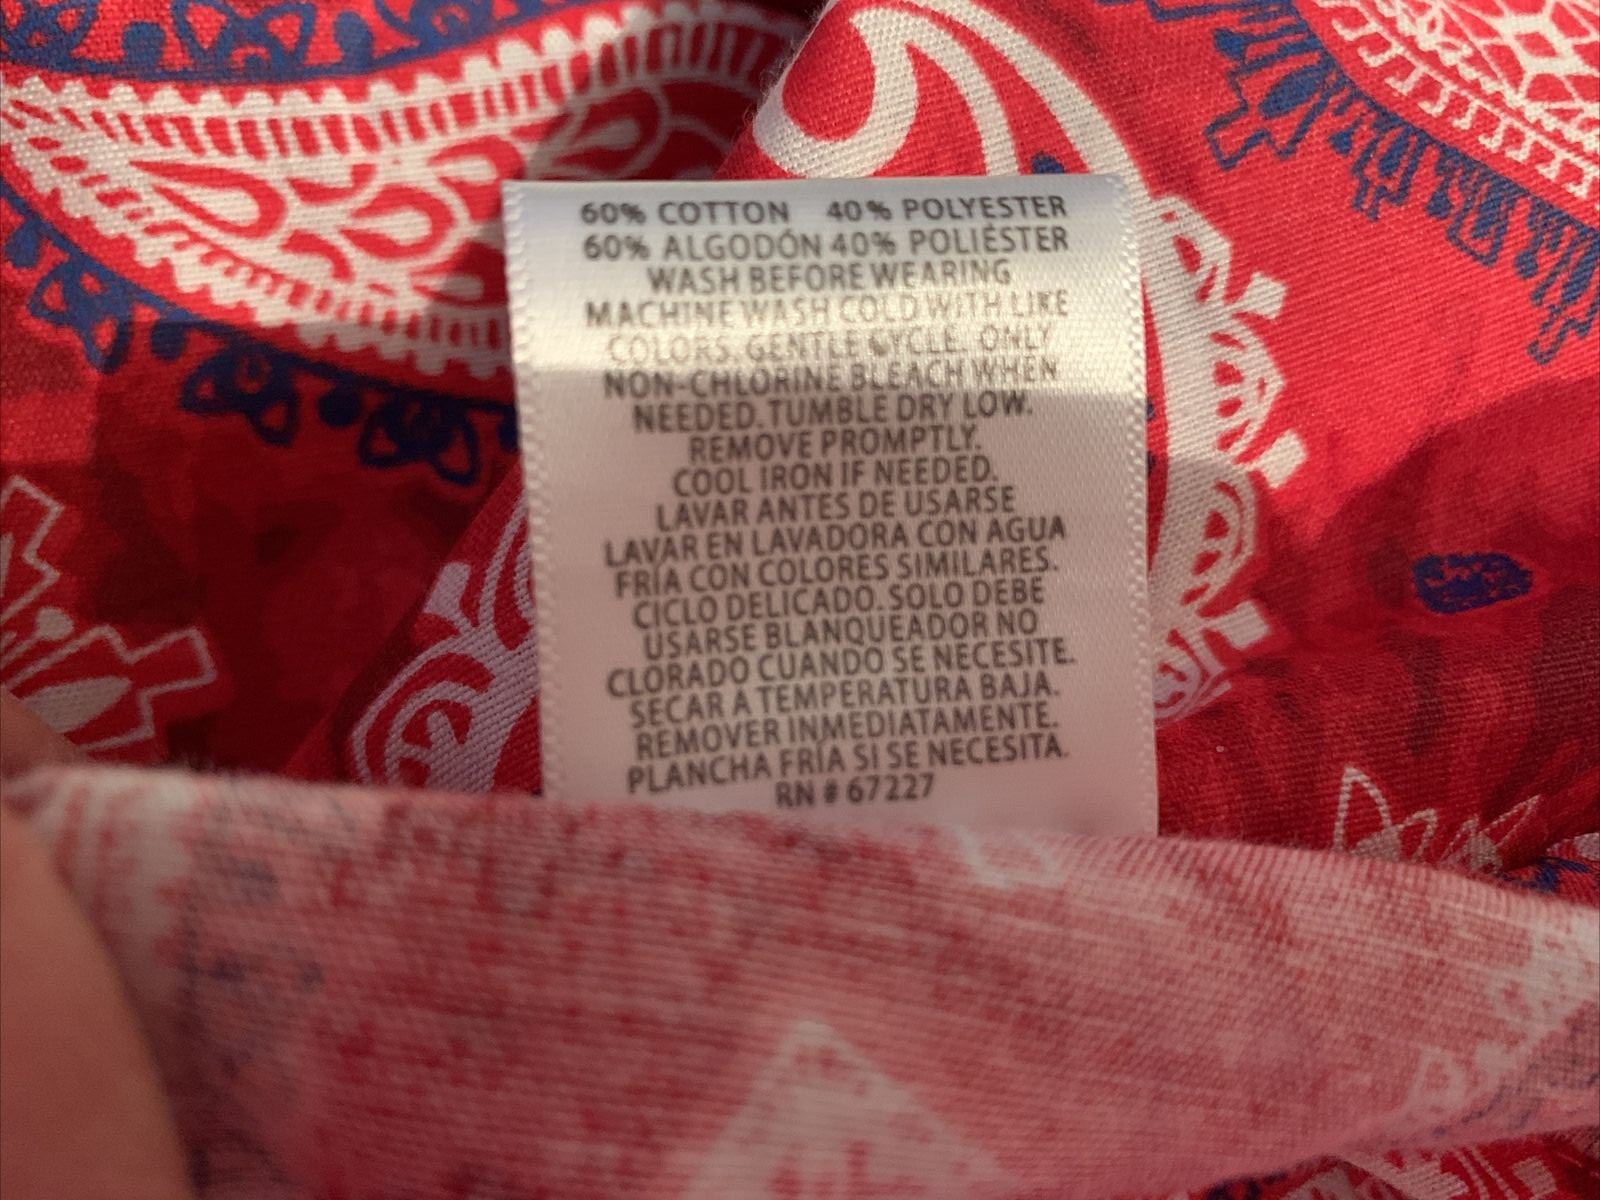 60% COTTON 40% POLYESTER
60% ALGODÓN 40% POLIÉSTER
WASH BEFORE WEARING
MACHINE WASH COLD WITH LIKE
COLORS. GENTLE CYCLE. ONLY
NON-CHLORINE BLEACH WHEN
NEEDED. TUMBLE DRY LOW.
REMOVE PROMPTLY.
COOL IRON IF NEEDED.
LAVAR ANTES DE USARSE
LAVAR EN LAVADORA CON AGUA
FRÍA CON COLORES SIMILARES.
CICLO DELICADO. SOLO DEBE
USARSE BLANQUEADOR NO
CLORADO CUANDO SE NECESITE.
SECAR A TEMPERATURA BAJA.
REMOVER INMEDIATAMENTE.
PLANCHA FRÍA SI SE NECESITA.
RN # 67227